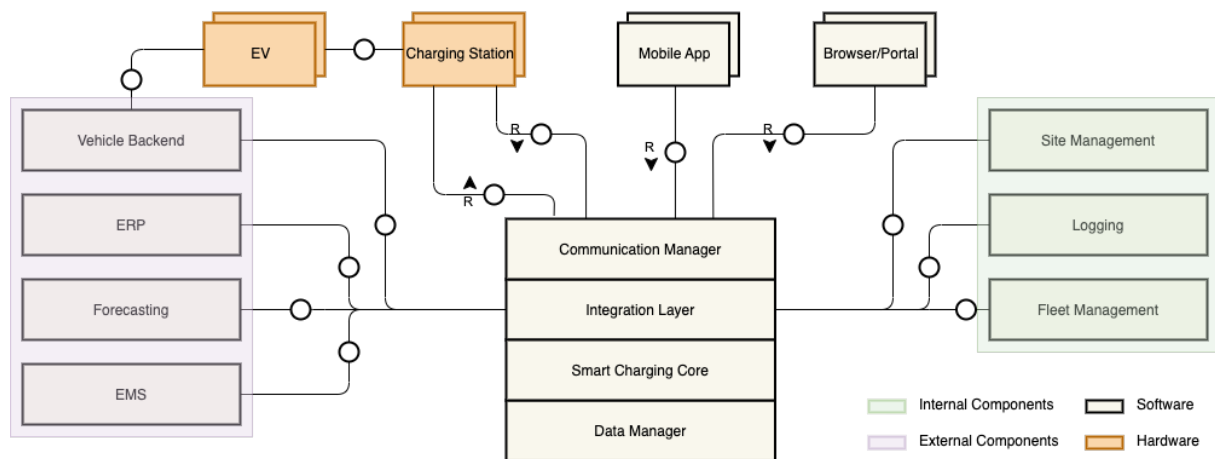 EV
Charging Station
Mobile App
Browser/Portal
R
R
R
R
Vehicle Backend
ERP
Forecasting
EMS
Communication Manager
Integration Layer
Smart Charging Core
Data Manager
Site Management
Logging
Fleet Management
Internal Components
Software
External Components
Hardware